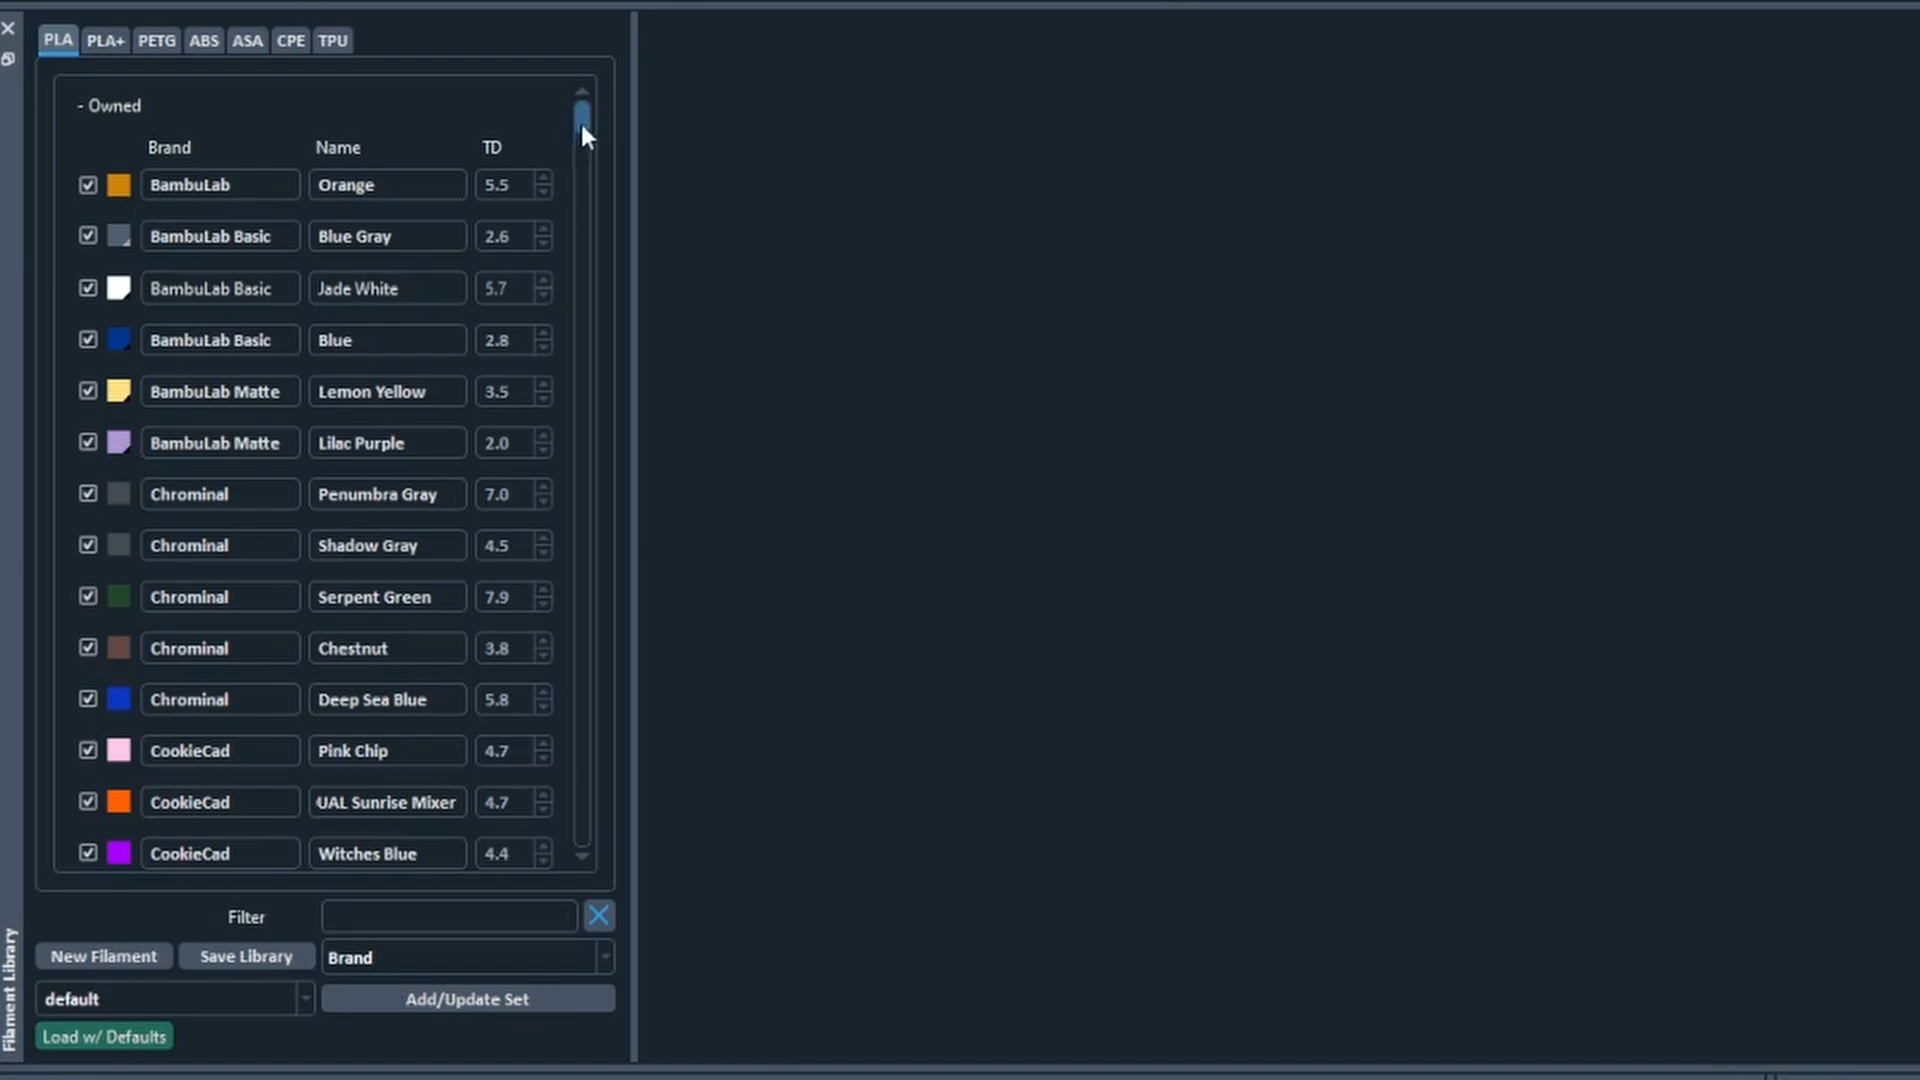 PLA PLA+ PETG ABS ASA CPE TPU
- Owned
Brand Name TD
BambuLab Orange 5.5
BambuLab Basic Blue Gray 2.6
BambuLab Basic Jade White 5.7
BambuLab Basic Blue 2.8
BambuLab Matte Lemon Yellow 3.5
BambuLab Matte Lilac Purple 2.0
Chrominal Penumbra Gray 7.0
Chrominal Shadow Gray 4.5
Chrominal Serpent Green 7.9
Chrominal Chestnut 3.8
Chrominal Deep Sea Blue 5.8
CookieCad Pink Chip 4.7
CookieCad UAL Sunrise Mixer 4.7
CookieCad Witches Blue 4.4
Filter
New Filament Save Library Brand
default Add/Update Set
Load w/ Defaults
Filament Library